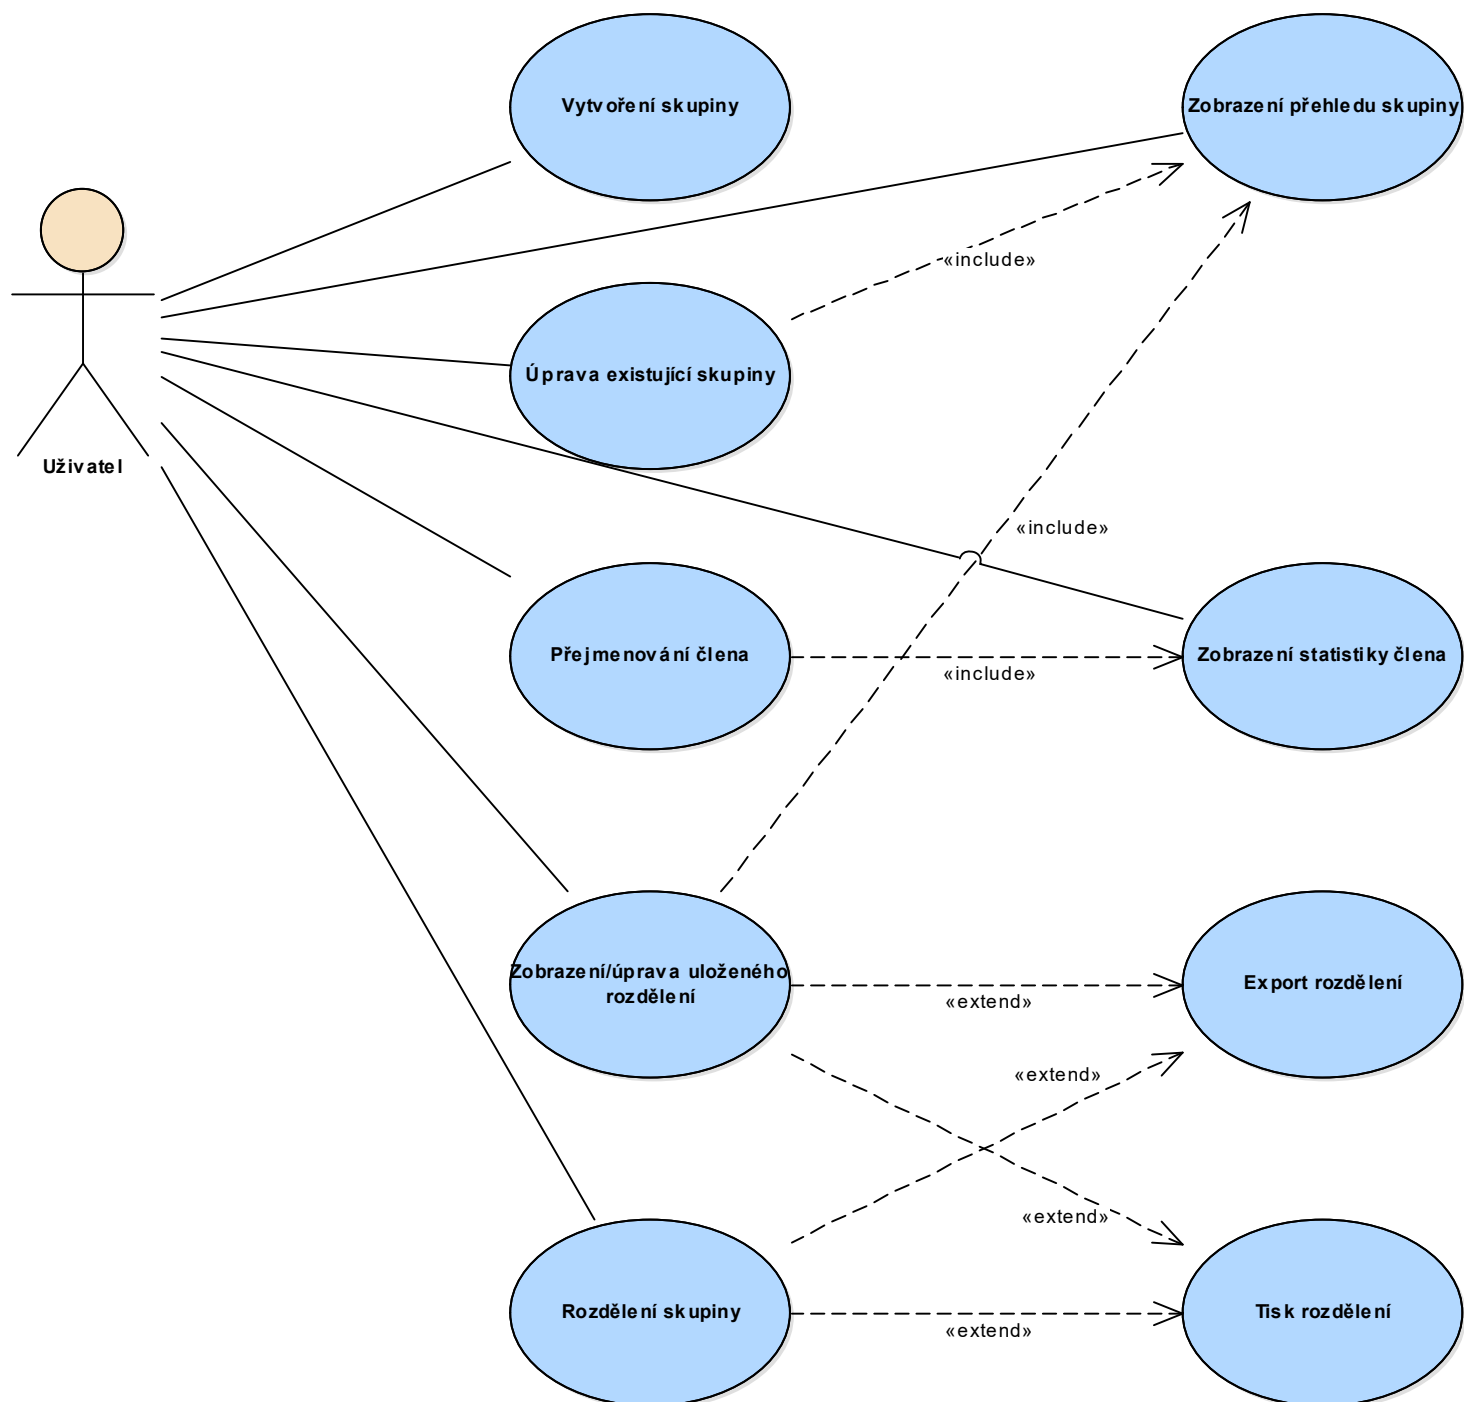 Vytvoření skupiny
Zobrazení přehledu skupiny
«include»
Úprava existující skupiny
Uživatel
«include»
Přejmenování člena
«include»
Zobrazení statistiky člena
Zobrazení/úprava uloženého
rozdělení
«extend»
Export rozdělení
«extend»
«extend»
Rozdělení skupiny
«extend»
Tisk rozdělení